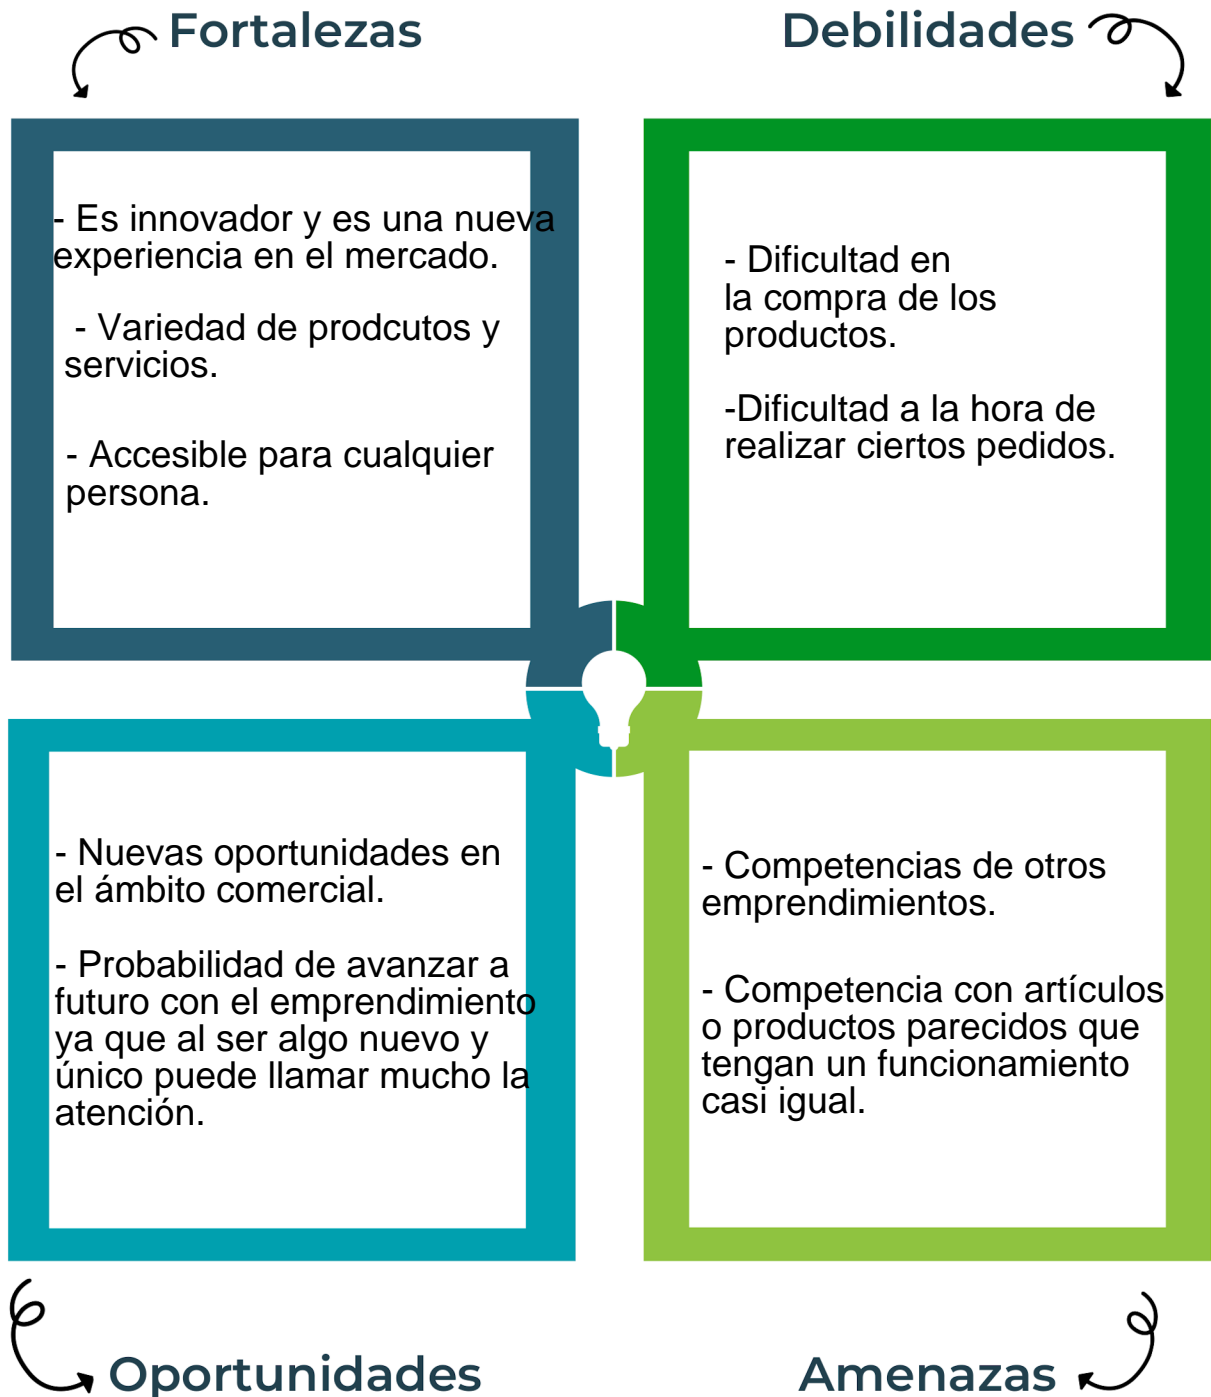 Fortalezas
- Es innovador y es una nueva
experiencia en el mercado.
- Variedad de prodcutos y
servicios.
- Accesible para cualquier
persona.
Debilidades
- Dificultad en
la compra de los
productos.
-Dificultad a la hora de
realizar ciertos pedidos.
- Nuevas oportunidades en
el ámbito comercial.
- Probabilidad de avanzar a
futuro con el emprendimiento
ya que al ser algo nuevo y
único puede llamar mucho la
atención.
Oportunidades
- Competencias de otros
emprendimientos.
- Competencia con artículos
o productos parecidos que
tengan un funcionamiento
casi igual.
Amenazas